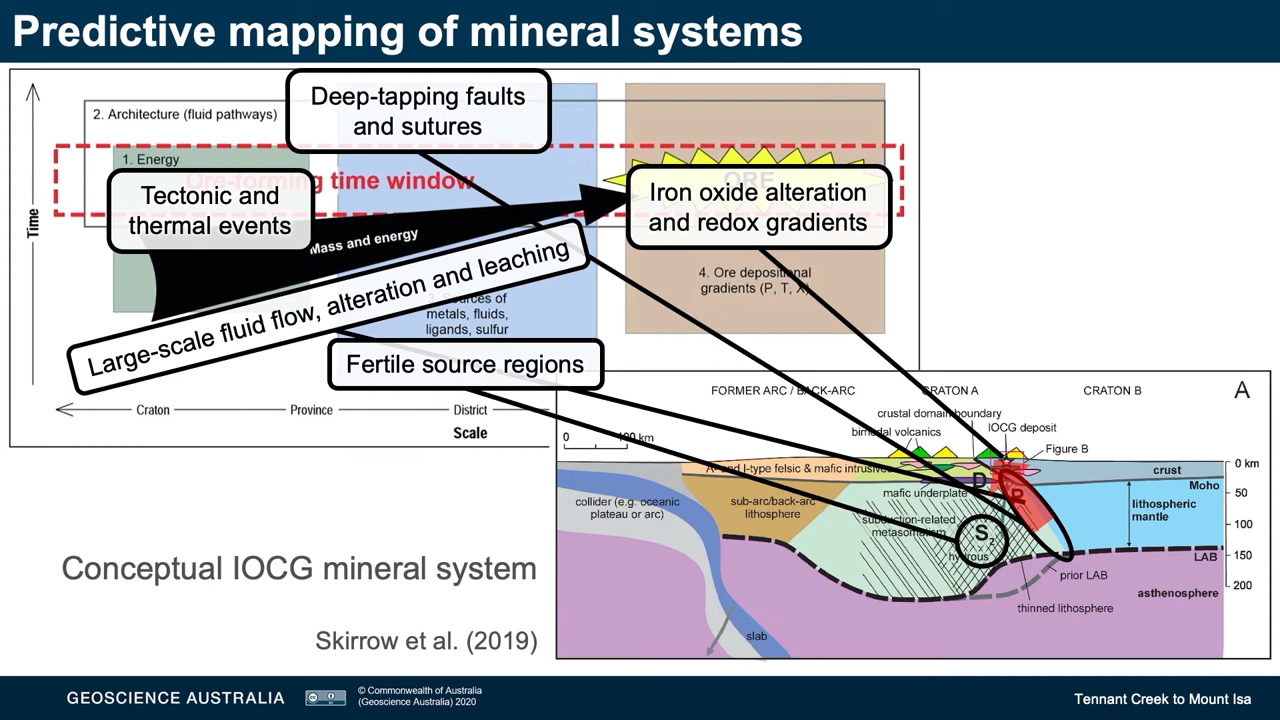 Predictive mapping of mineral systems
Deep-tapping faults
and sutures
2. Architecture (fluid pathways)
1. Energy
Ore-forming time window
Tectonic and
thermal events
ORE
Iron oxide alteration
and redox gradients
Time
Mass and energy
Large-scale fluid flow, alteration and leaching
4. Ore depositional
gradients (P, T, X)
3. Sources of
metals, fluids,
ligands, sulfur
Fertile source regions
Craton
Province
District
Scale
FORMER ARC / BACK-ARC
CRATON A
CRATON B
A
crustal domain boundary
bimodal volcanics
IOCG deposit
Figure B
0
100 km
A- and I-type felsic & mafic intrusives
crust
0 km
Moho
50
100
150
200
D
P
mafic underplate
collider (e.g. oceanic
plateau or arc)
sub-arc/back-arc
lithosphere
subduction-related
metasomatism
S2
hydrous
lithospheric
mantle
LAB
prior LAB
asthenosphere
thinned lithosphere
slab
Conceptual IOCG mineral system
Skirrow et al. (2019)
GEOSCIENCE AUSTRALIA
© Commonwealth of Australia
(Geoscience Australia) 2020
Tennant Creek to Mount Isa